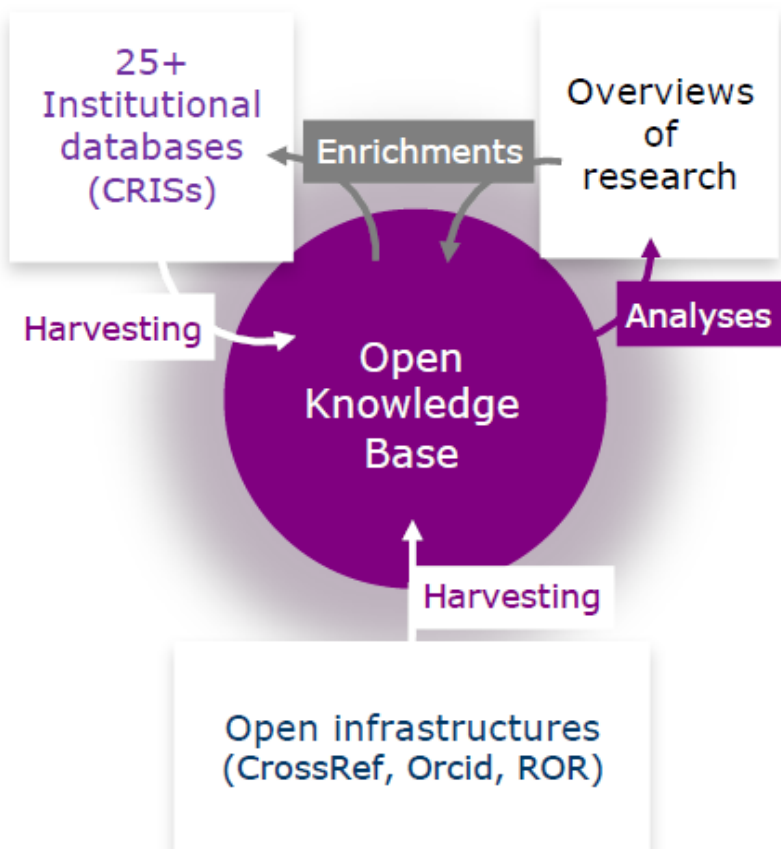 25+
Institutional
databases
(CRISs)
Overviews
of
research
Enrichments
Harvesting
Analyses
Open
Knowledge
Base
Harvesting
Open infrastructures
(CrossRef, Orcid, ROR)